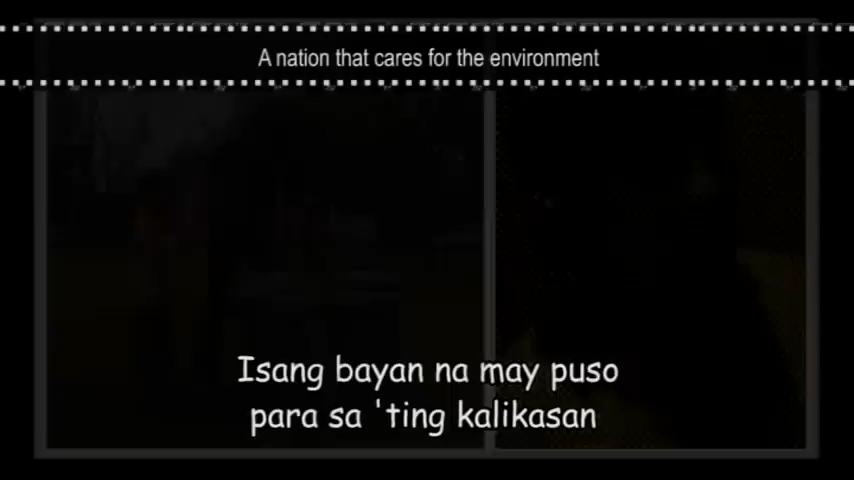 A nation that cares for the environment
Isang bayan na may puso
para sa 'ting kalikasan